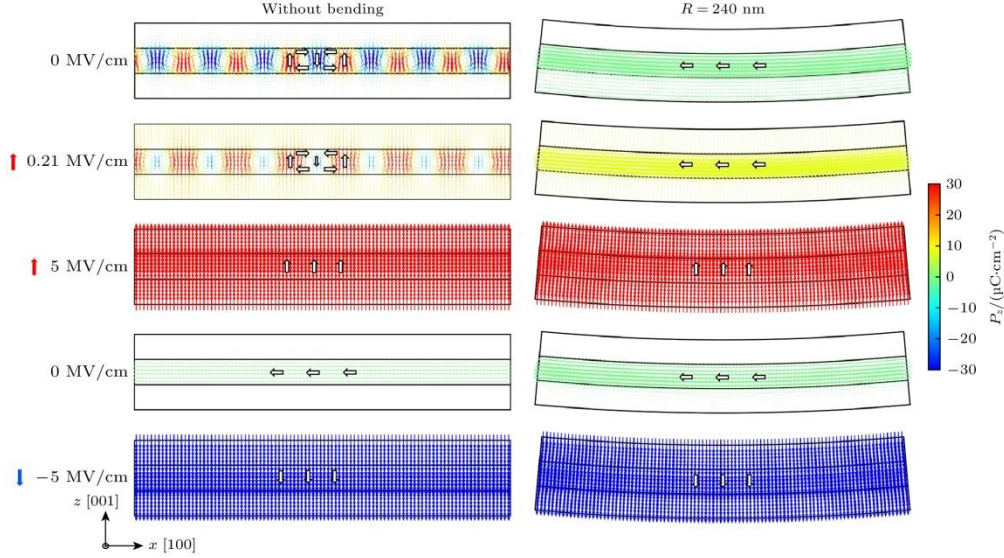 Without bending
R = 240 nm
0 MV/cm
0.21 MV/cm
5 MV/cm
0 MV/cm
−5 MV/cm
30
20
10
0
−10
−20
−30
Pz/(μC·cm−2)
z [001]
x [100]